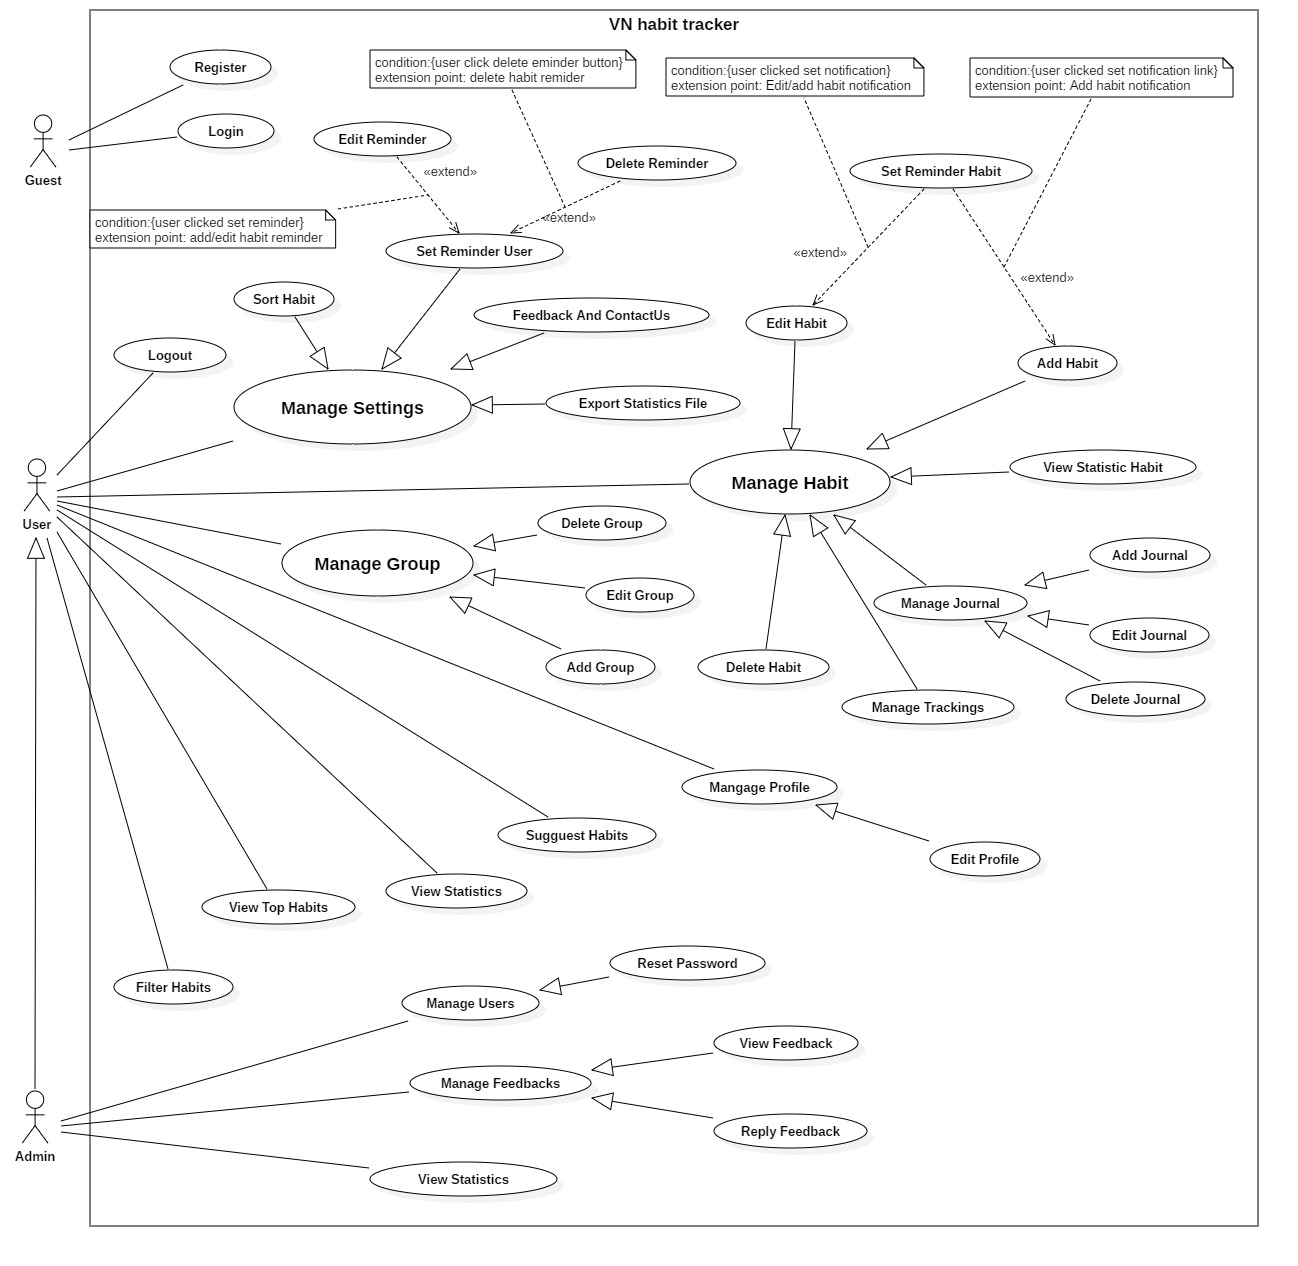 VN habit tracker
Register
Login
Guest
condition:{user click delete eminder button}
extension point: delete habit remider
condition:{user clicked set notification}
extension point: Edit/add habit notification
condition:{user clicked set notification link}
extension point: Add habit notification
Edit Reminder
Delete Reminder
Set Reminder Habit
«extend»
«extend»
condition:{user clicked set reminder}
extension point: add/edit habit reminder
Set Reminder User
«extend»
«extend»
Sort Habit
Feedback And ContactUs
Edit Habit
Logout
Add Habit
Manage Settings
Export Statistics File
View Statistic Habit
Manage Habit
User
Delete Group
Manage Group
Add Journal
Edit Group
Manage Journal
Edit Journal
Add Group
Delete Habit
Delete Journal
Manage Trackings
Mangage Profile
Sugguest Habits
Edit Profile
View Statistics
View Top Habits
Reset Password
Filter Habits
Manage Users
View Feedback
Manage Feedbacks
Reply Feedback
Admin
View Statistics